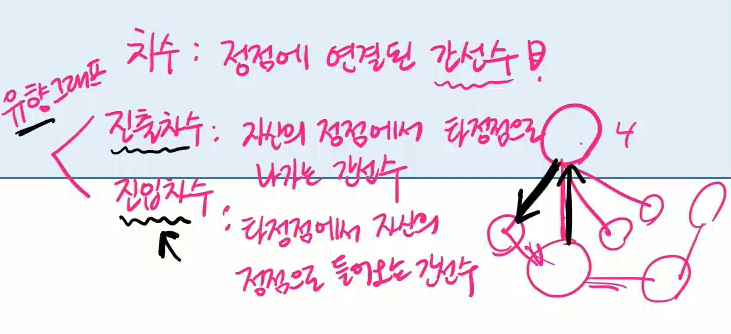 차수 : 정점에 연결된 간선수!
유향그래프
진출차수 : 자신의 정점에서 타정점으로
나가는 간선수
4
진입차수
: 타정점에서 자신의
정점으로 들어오는 간선수